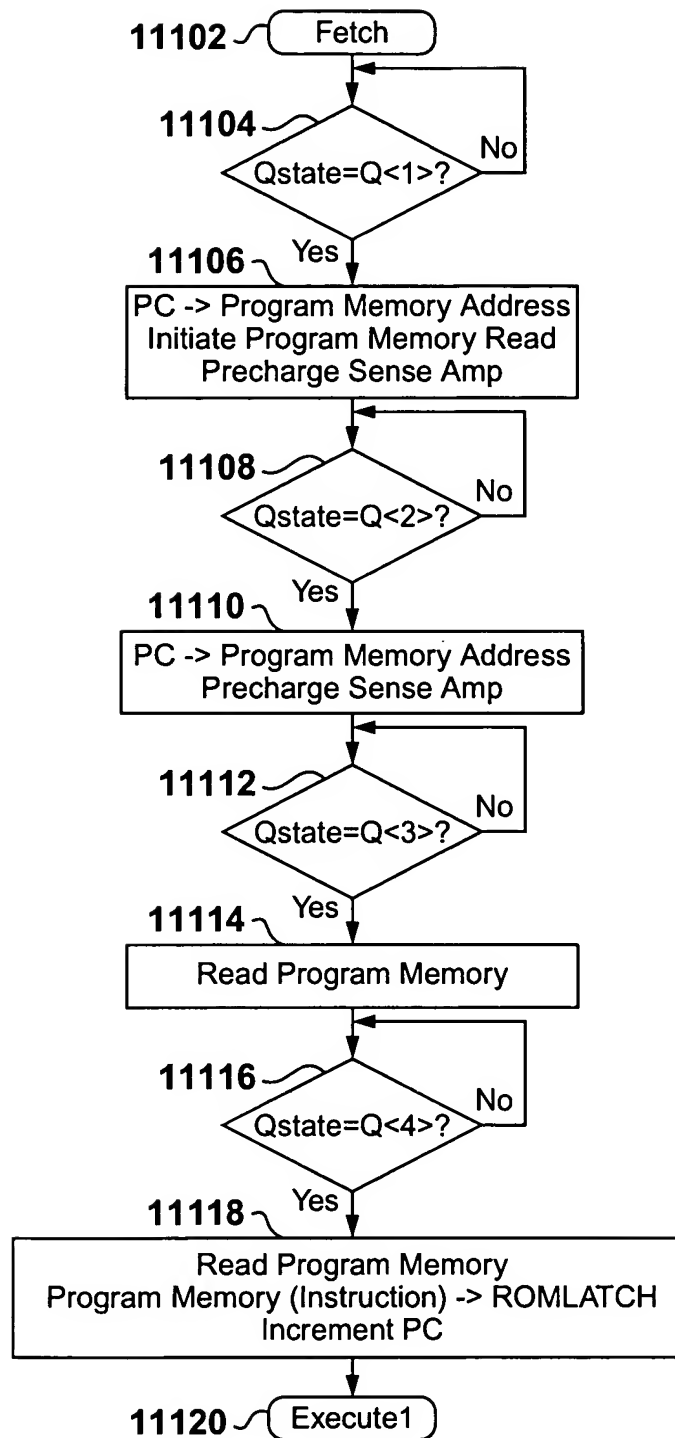 11102
Fetch
11104
Qstate=Q<1>?
No
Yes
11106
PC -> Program Memory Address
Initiate Program Memory Read
Precharge Sense Amp
11108
Qstate=Q<2>?
No
Yes
11110
PC -> Program Memory Address
Precharge Sense Amp
11112
Qstate=Q<3>?
No
Yes
11114
Read Program Memory
11116
Qstate=Q<4>?
No
Yes
11118
Read Program Memory
Program Memory (Instruction) -> ROMLATCH
Increment PC
11120
Execute1